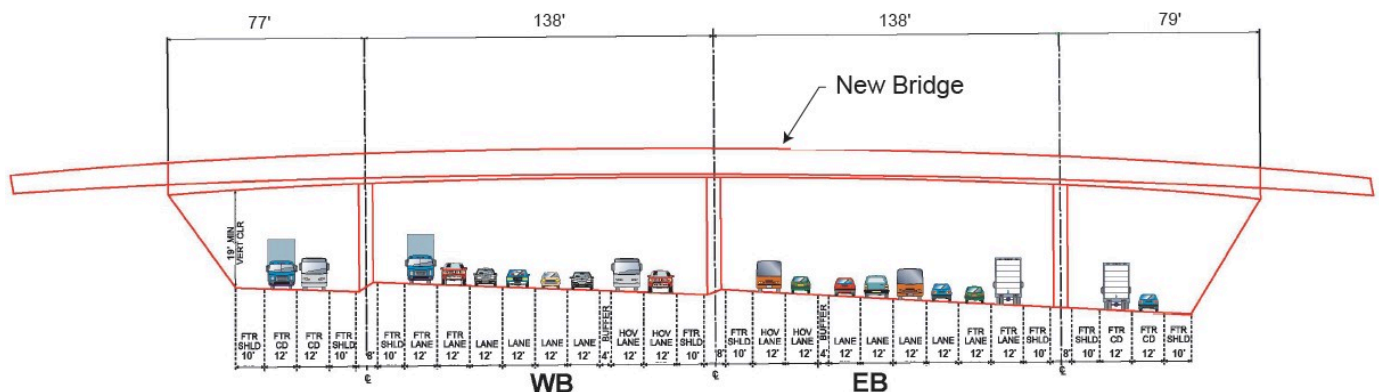 77'
138'
138'
79'
New Bridge
19' MIN
VERT CLR
FTR
SHLD
10'
FTR
CD
12'
FTR
CD
12'
FTR
SHLD
10'
8'
FTR
SHLD
10'
FTR
LANE
12'
FTR
LANE
12'
LANE
12'
LANE
12'
LANE
12'
LANE
12'
BUFFER
4'
HOV
LANE
12'
HOV
LANE
12'
FTR
SHLD
10'
8'
FTR
SHLD
10'
HOV
LANE
12'
HOV
LANE
12'
BUFFER
4'
LANE
12'
LANE
12'
LANE
12'
LANE
12'
FTR
LANE
12'
FTR
LANE
12'
FTR
SHLD
10'
8'
FTR
SHLD
10'
FTR
CD
12'
FTR
CD
12'
FTR
SHLD
10'
℄
WB
℄
EB
℄